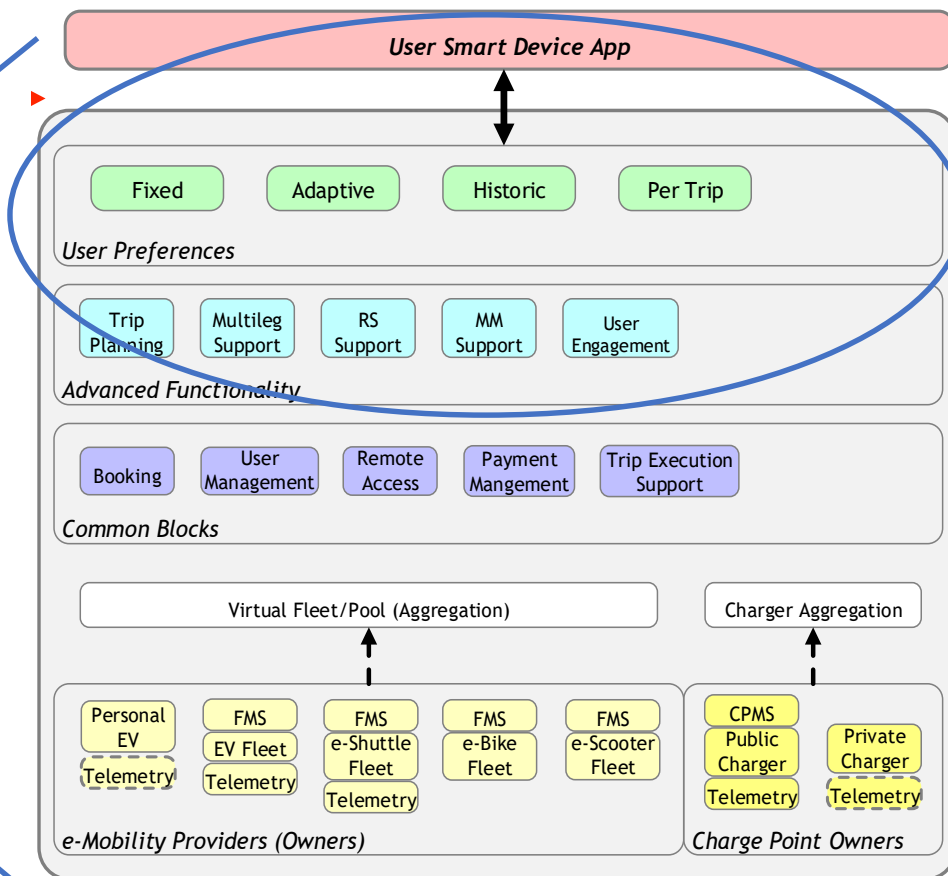 User Smart Device App
Fixed
Adaptive
Historic
Per Trip
User Preferences
Trip
Planning
Multileg
Support
RS
Support
MM
Support
User
Engagement
Advanced Functionality
Booking
User
Management
Remote
Access
Payment
Mangement
Trip Execution
Support
Common Blocks
Virtual Fleet/Pool (Aggregation)
Charger Aggregation
Personal
EV
Telemetry
FMS
EV Fleet
Telemetry
FMS
e-Shuttle
Fleet
Telemetry
FMS
e-Bike
Fleet
FMS
e-Scooter
Fleet
e-Mobility Providers (Owners)
CPMS
Public
Charger
Telemetry
Private
Charger
Telemetry
Charge Point Owners